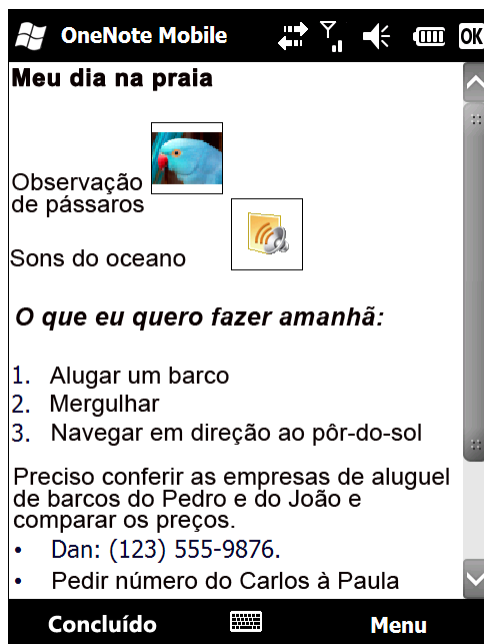 OneNote Mobile
OK
Meu dia na praia
Observação
de pássaros
Sons do oceano
O que eu quero fazer amanhã:
1. Alugar um barco
2. Mergulhar
3. Navegar em direção ao pôr-do-sol
Preciso conferir as empresas de aluguel
de barcos do Pedro e do João e
comparar os preços.
• Dan: (123) 555-9876.
• Pedir número do Carlos à Paula
Concluído
Menu